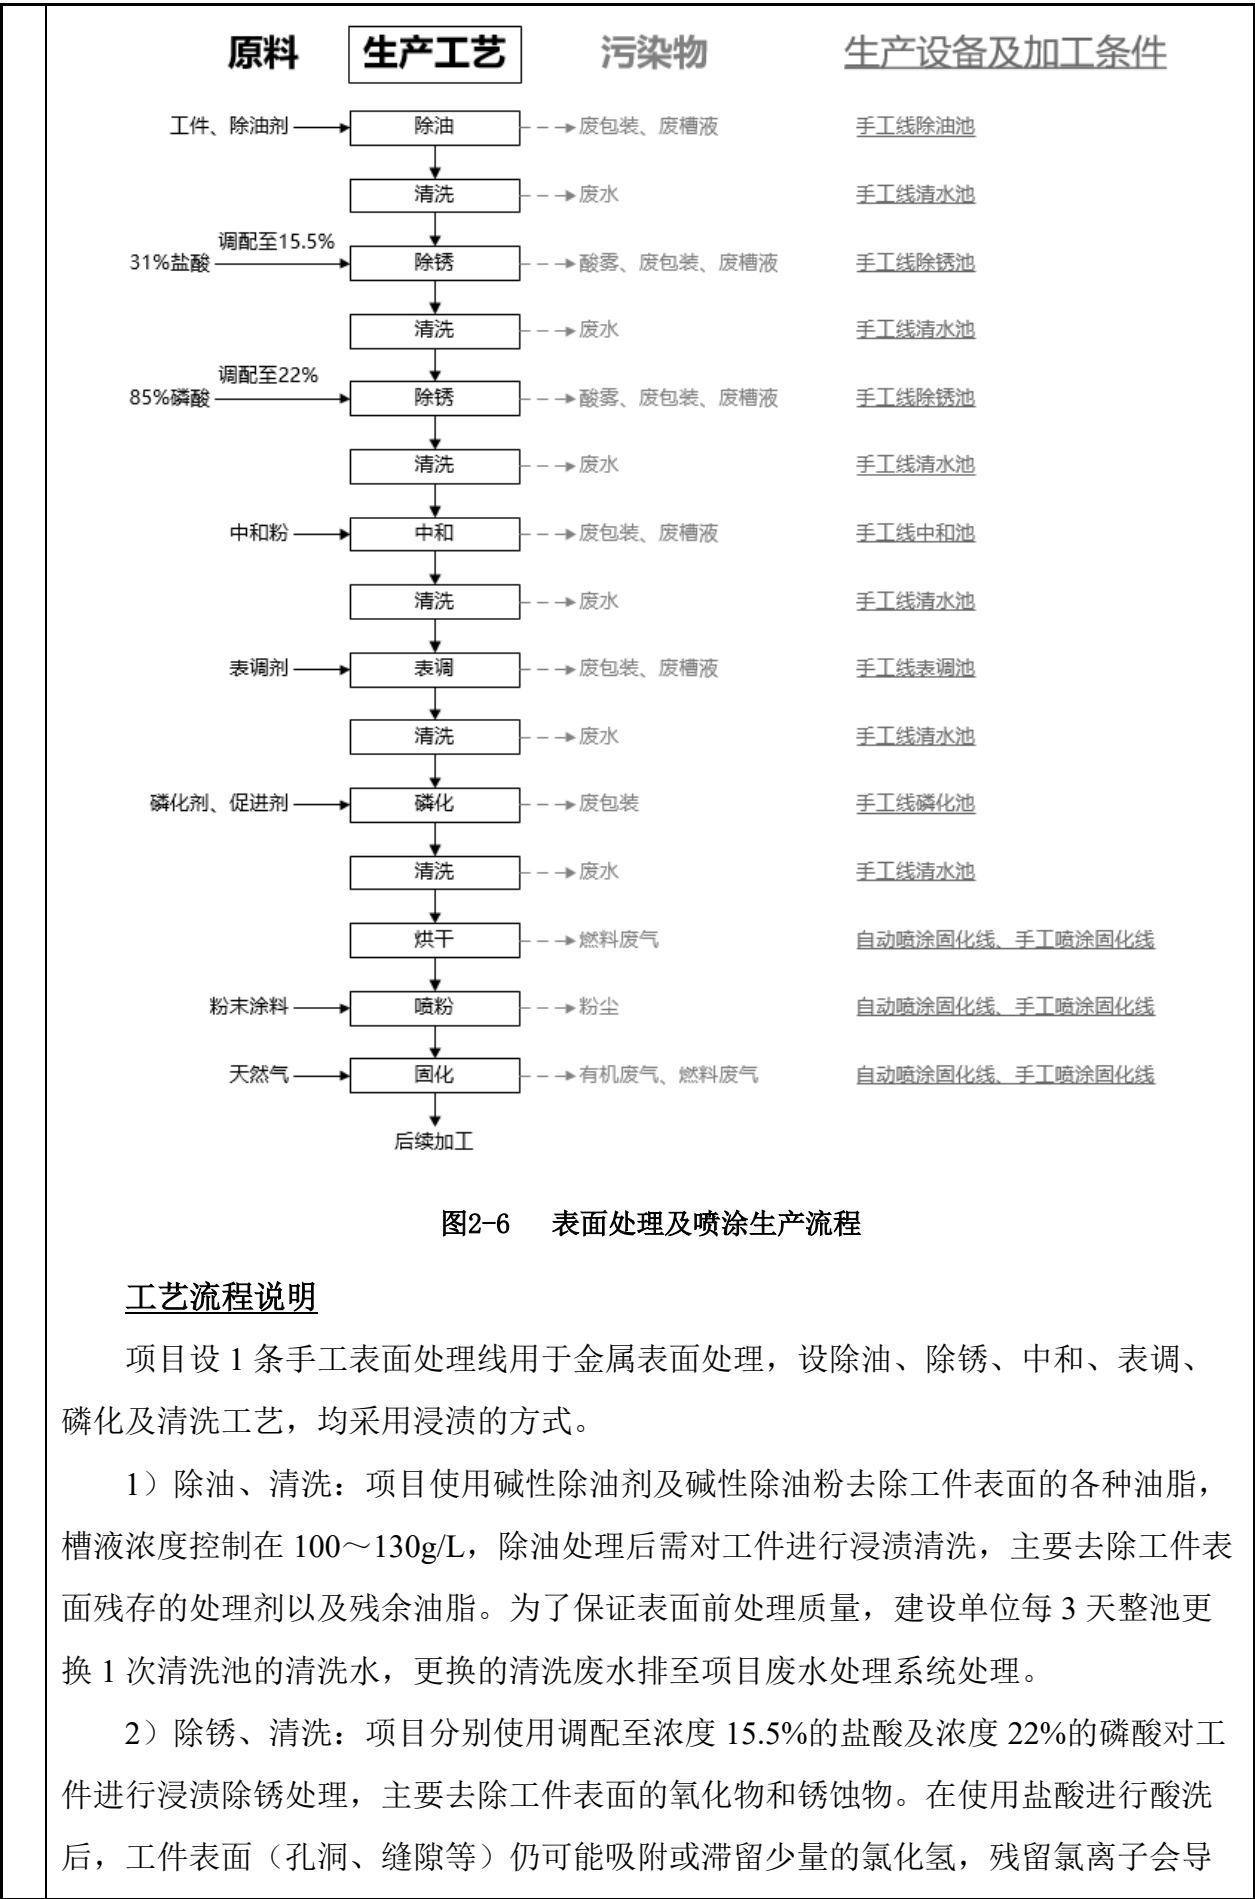 原料 生产工艺 污染物 生产设备及加工条件
工件、除油剂 除油 废包装、废槽液 手工线除油池
清洗 废水 手工线清水池
调配至15.5%
31%盐酸 除锈 酸雾、废包装、废槽液 手工线除锈池
清洗 废水 手工线清水池
调配至22%
85%磷酸 除锈 酸雾、废包装、废槽液 手工线除锈池
清洗 废水 手工线清水池
中和粉 中和 废包装、废槽液 手工线中和池
清洗 废水 手工线清水池
表调剂 表调 废包装、废槽液 手工线表调池
清洗 废水 手工线清水池
磷化剂、促进剂 磷化 废包装 手工线磷化池
清洗 废水 手工线清水池
烘干 燃料废气 自动喷涂固化线、手工喷涂固化线
粉末涂料 喷粉 粉尘 自动喷涂固化线、手工喷涂固化线
天然气 固化 有机废气、燃料废气 自动喷涂固化线、手工喷涂固化线
后续加工
图2-6 表面处理及喷涂生产流程
工艺流程说明
项目设 1 条手工表面处理线用于金属表面处理，设除油、除锈、中和、表调、
磷化及清洗工艺，均采用浸渍的方式。
1）除油、清洗：项目使用碱性除油剂及碱性除油粉去除工件表面的各种油脂，
槽液浓度控制在 100～130g/L，除油处理后需对工件进行浸渍清洗，主要去除工件表
面残存的处理剂以及残余油脂。为了保证表面前处理质量，建设单位每 3 天整池更
换 1 次清洗池的清洗水，更换的清洗废水排至项目废水处理系统处理。
2）除锈、清洗：项目分别使用调配至浓度 15.5%的盐酸及浓度 22%的磷酸对工
件进行浸渍除锈处理，主要去除工件表面的氧化物和锈蚀物。在使用盐酸进行酸洗
后，工件表面（孔洞、缝隙等）仍可能吸附或滞留少量的氯化氢，残留氯离子会导